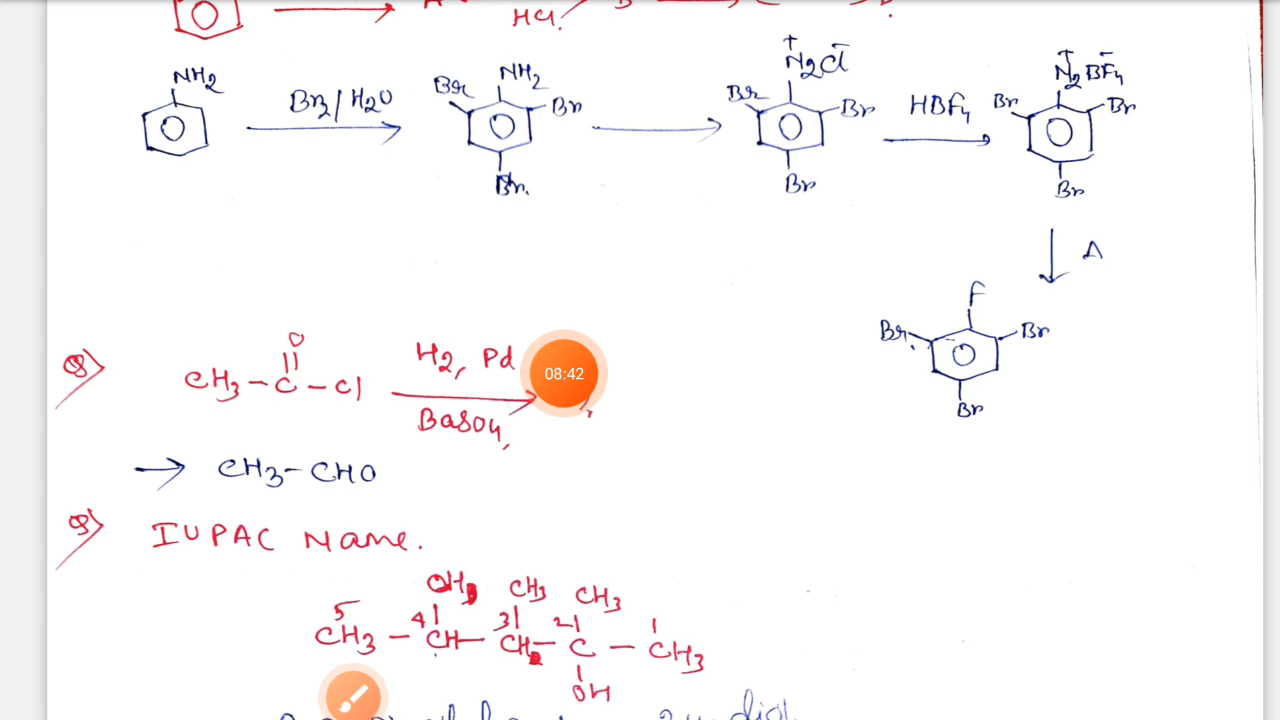 HCl
NH2 Br2/H2O Br NH2 Br Br N2Cl Br Br Br HBF4 N2BF4 Br Br Br
+ - + -
Δ
F
Br Br
Br
Q) CH3-C-Cl H2, Pd
O
BaSO4,
08:42
→ CH3-CHO
Q) IUPAC Name.
OH CH3 CH3
5 4 3 2 1
CH3 - CH - CH - C - CH3
OH